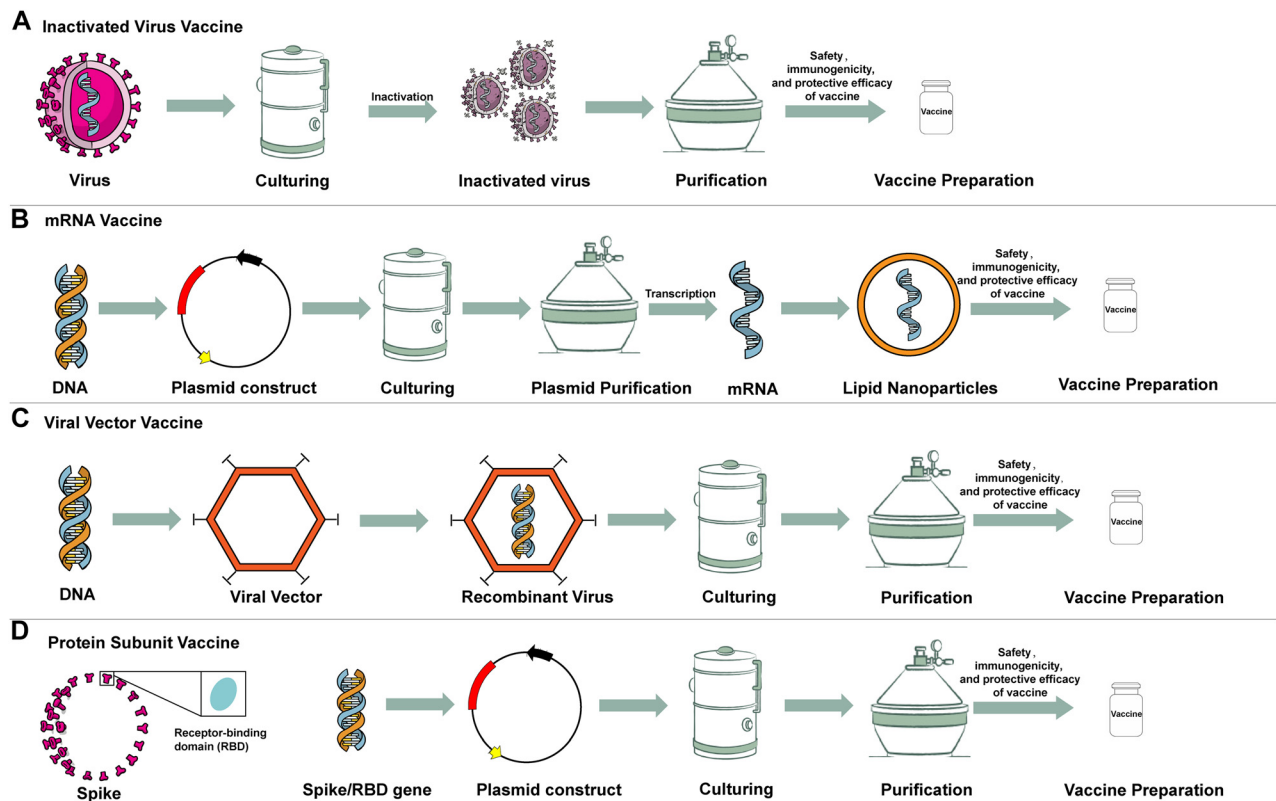 A
Inactivated Virus Vaccine
Inactivation
Safety,
immunogenicity,
and protective efficacy
of vaccine
Vaccine
Virus
Culturing
Inactivated virus
Purification
Vaccine Preparation
B
mRNA Vaccine
Transcription
Safety,
immunogenicity,
and protective efficacy
of vaccine
Vaccine
DNA
Plasmid construct
Culturing
Plasmid Purification
mRNA
Lipid Nanoparticles
Vaccine Preparation
C
Viral Vector Vaccine
Safety,
immunogenicity,
and protective efficacy
of vaccine
Vaccine
DNA
Viral Vector
Recombinant Virus
Culturing
Purification
Vaccine Preparation
D
Protein Subunit Vaccine
Receptor-binding
domain (RBD)
Safety,
immunogenicity,
and protective efficacy
of vaccine
Vaccine
Spike
Spike/RBD gene
Plasmid construct
Culturing
Purification
Vaccine Preparation